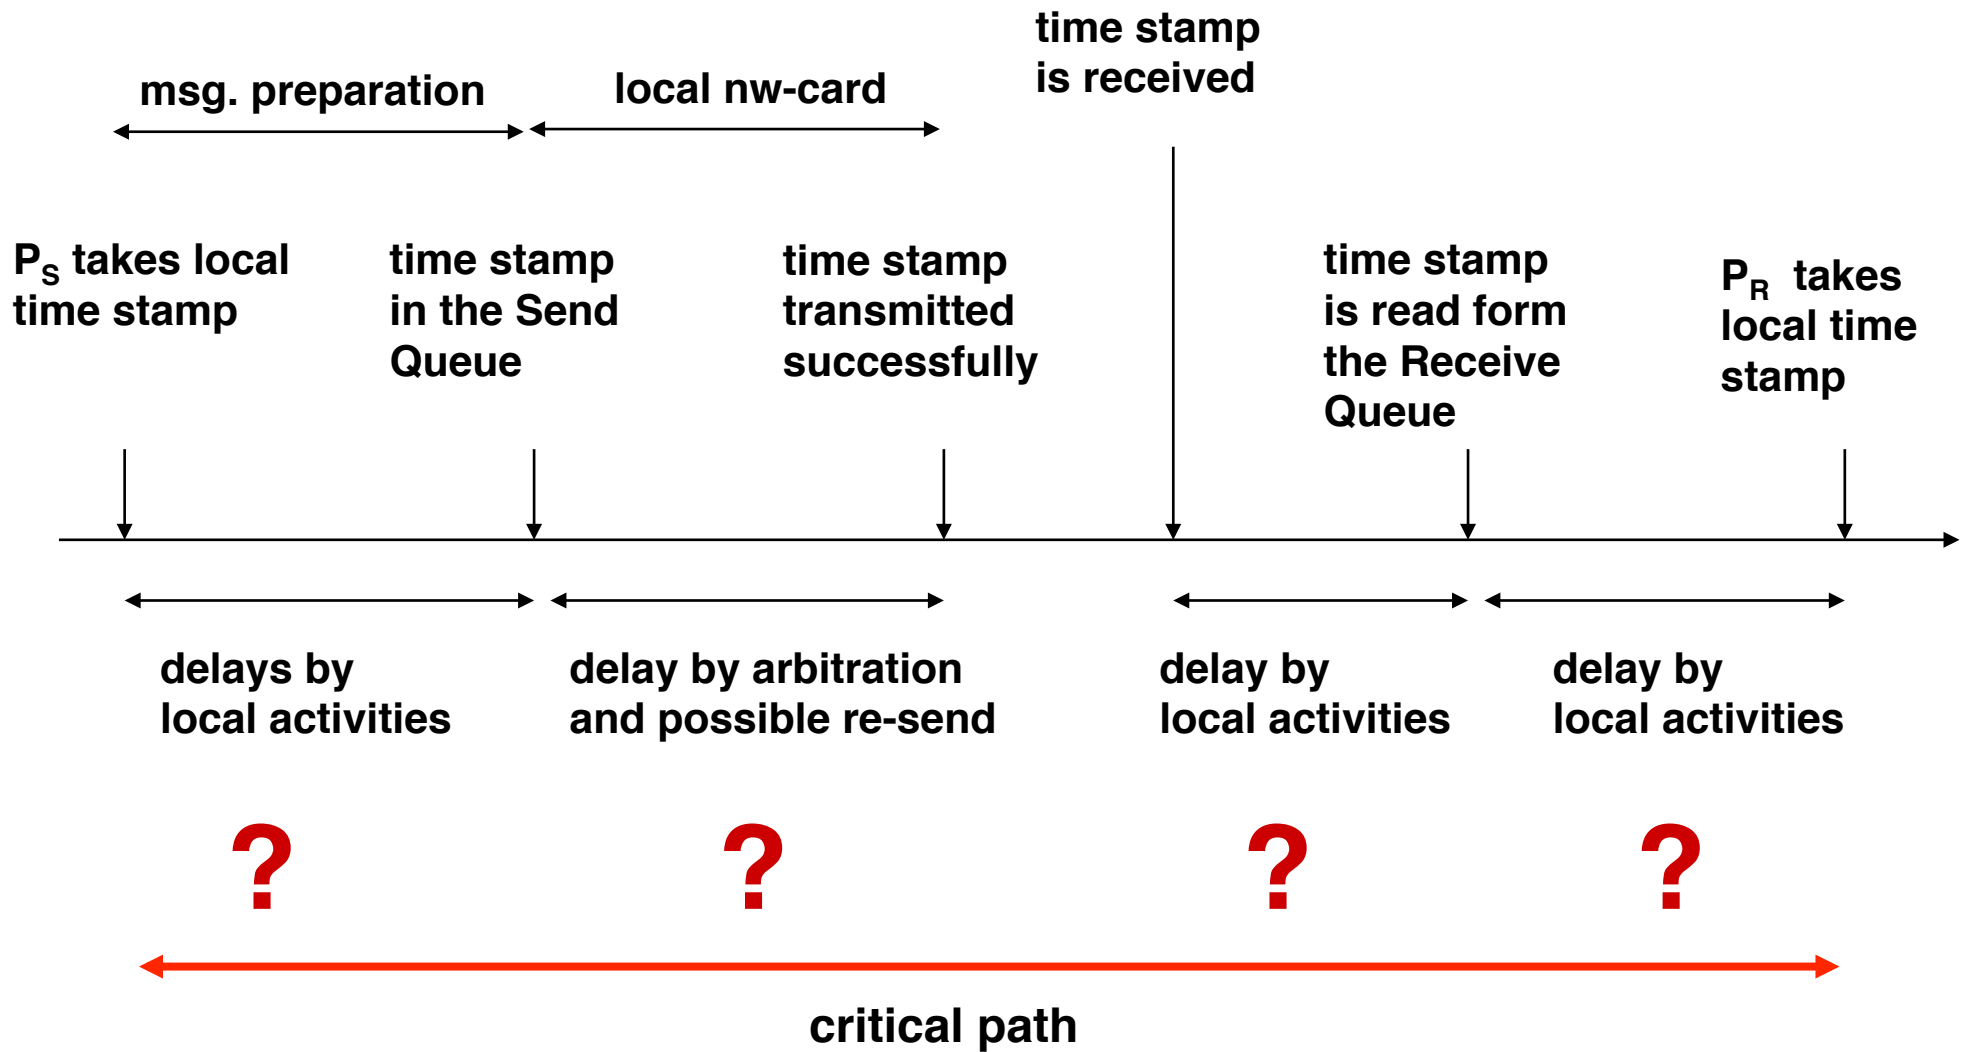 time stamp
is received
msg. preparation
local nw-card
P_S takes local
time stamp
time stamp
in the Send
Queue
time stamp
transmitted
successfully
time stamp
is read form
the Receive
Queue
P_R takes
local time
stamp
delays by
local activities
delay by arbitration
and possible re-send
delay by
local activities
delay by
local activities
?
?
?
?
critical path